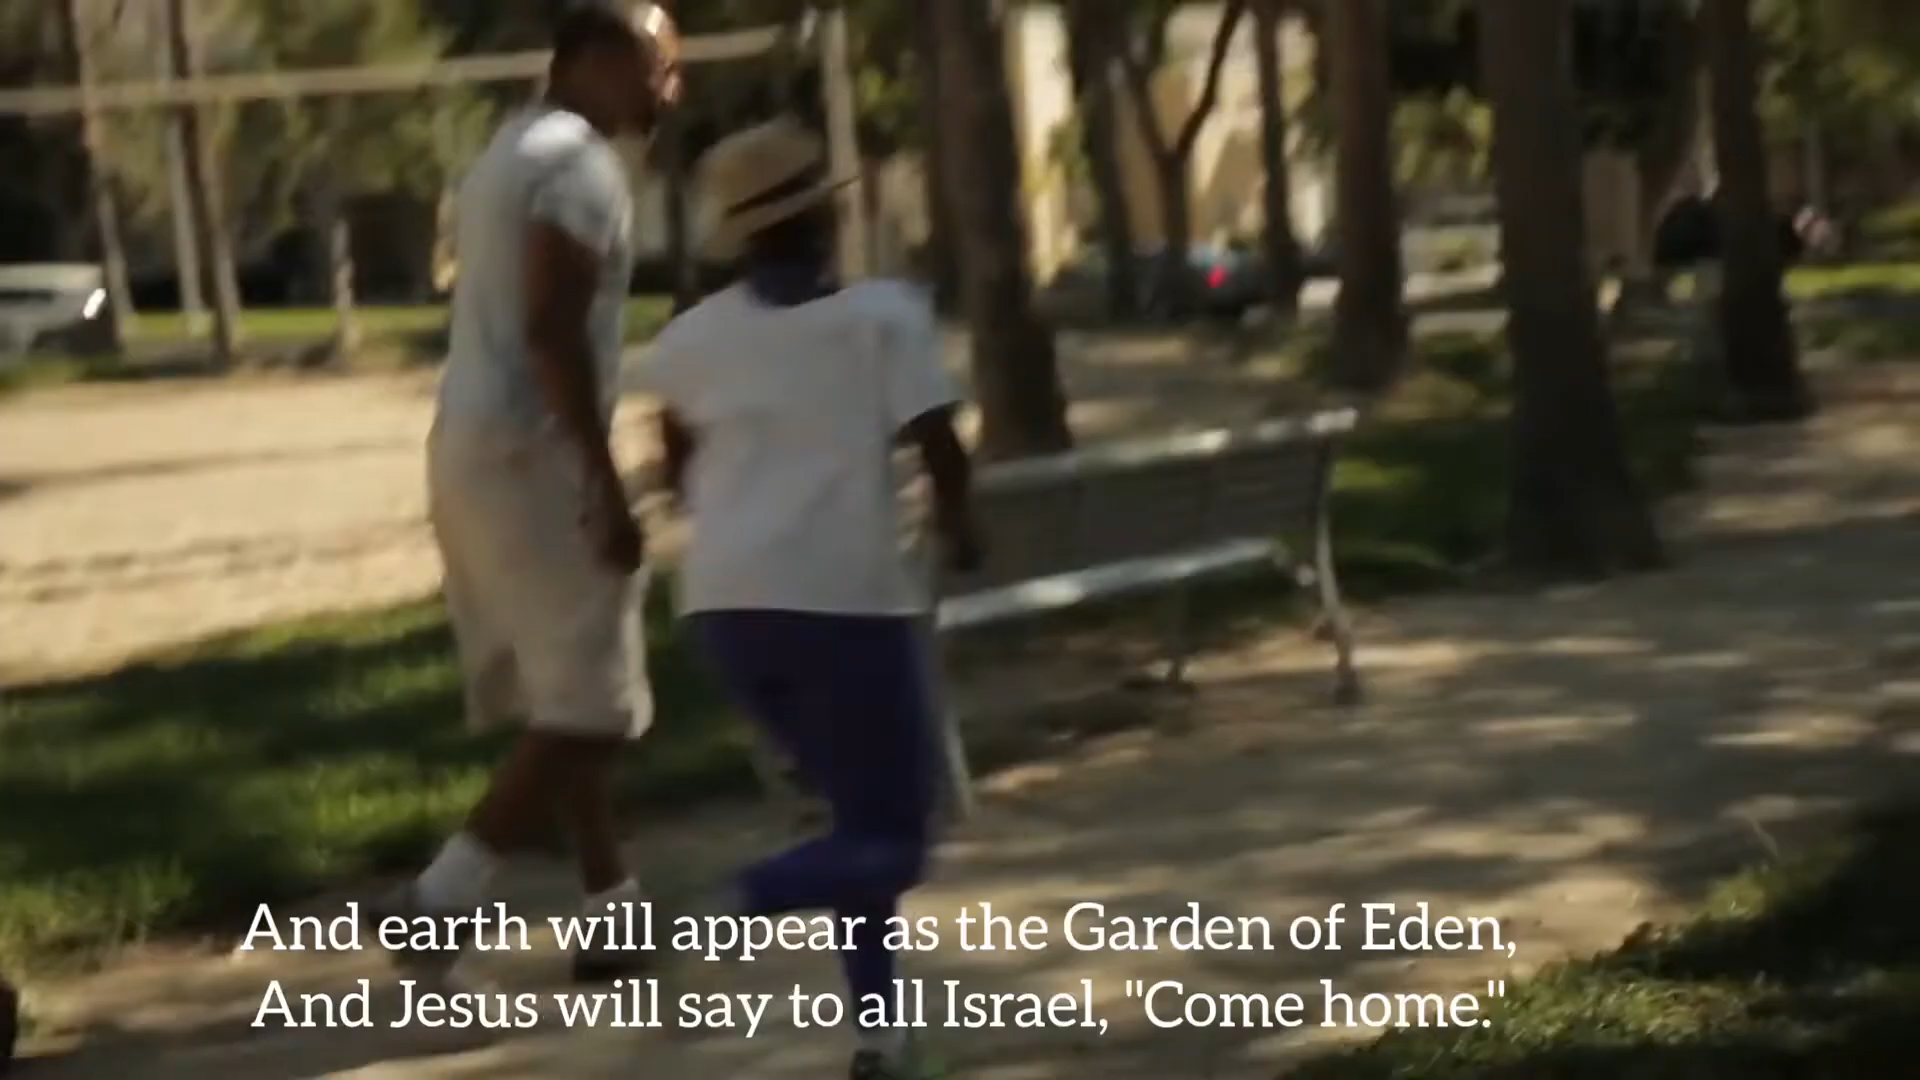 And earth will appear as the Garden of Eden,
And Jesus will say to all Israel, "Come home."